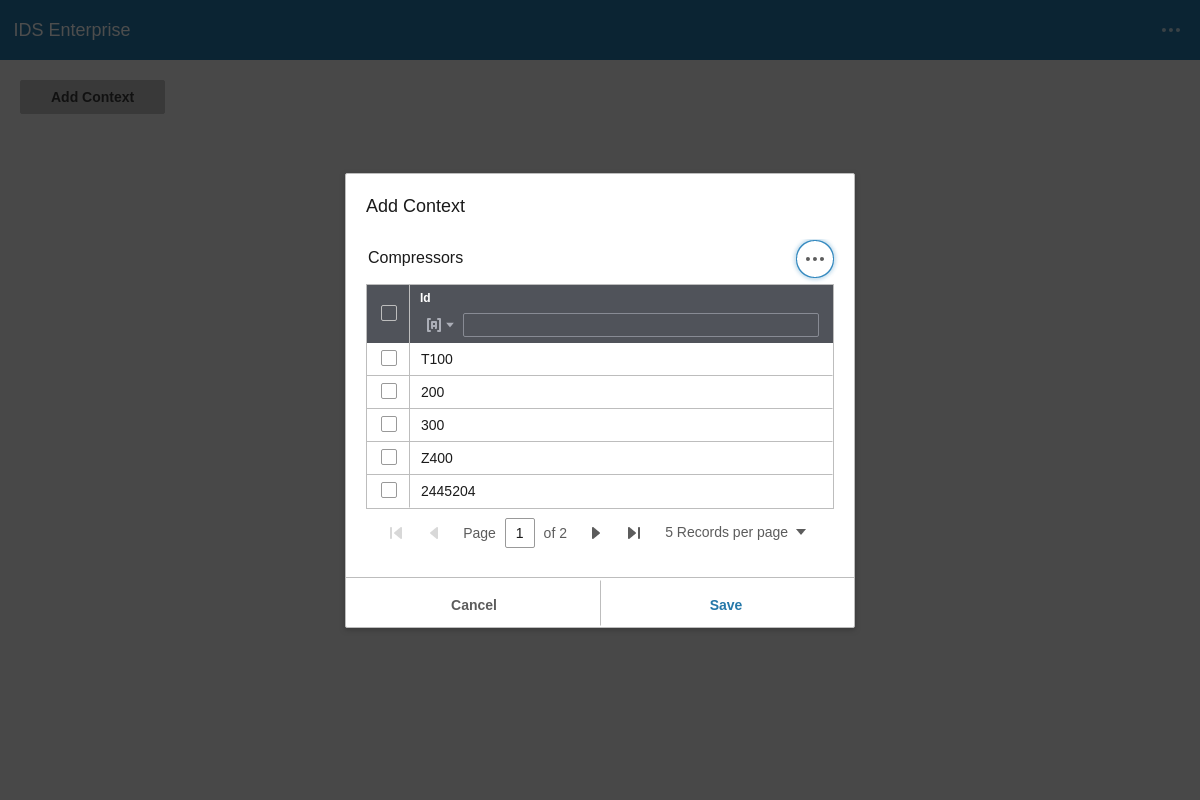 IDS Enterprise
Add Context
Add Context
Compressors
Id
T100
200
300
Z400
2445204
Page 1 of 2 5 Records per page
Cancel Save